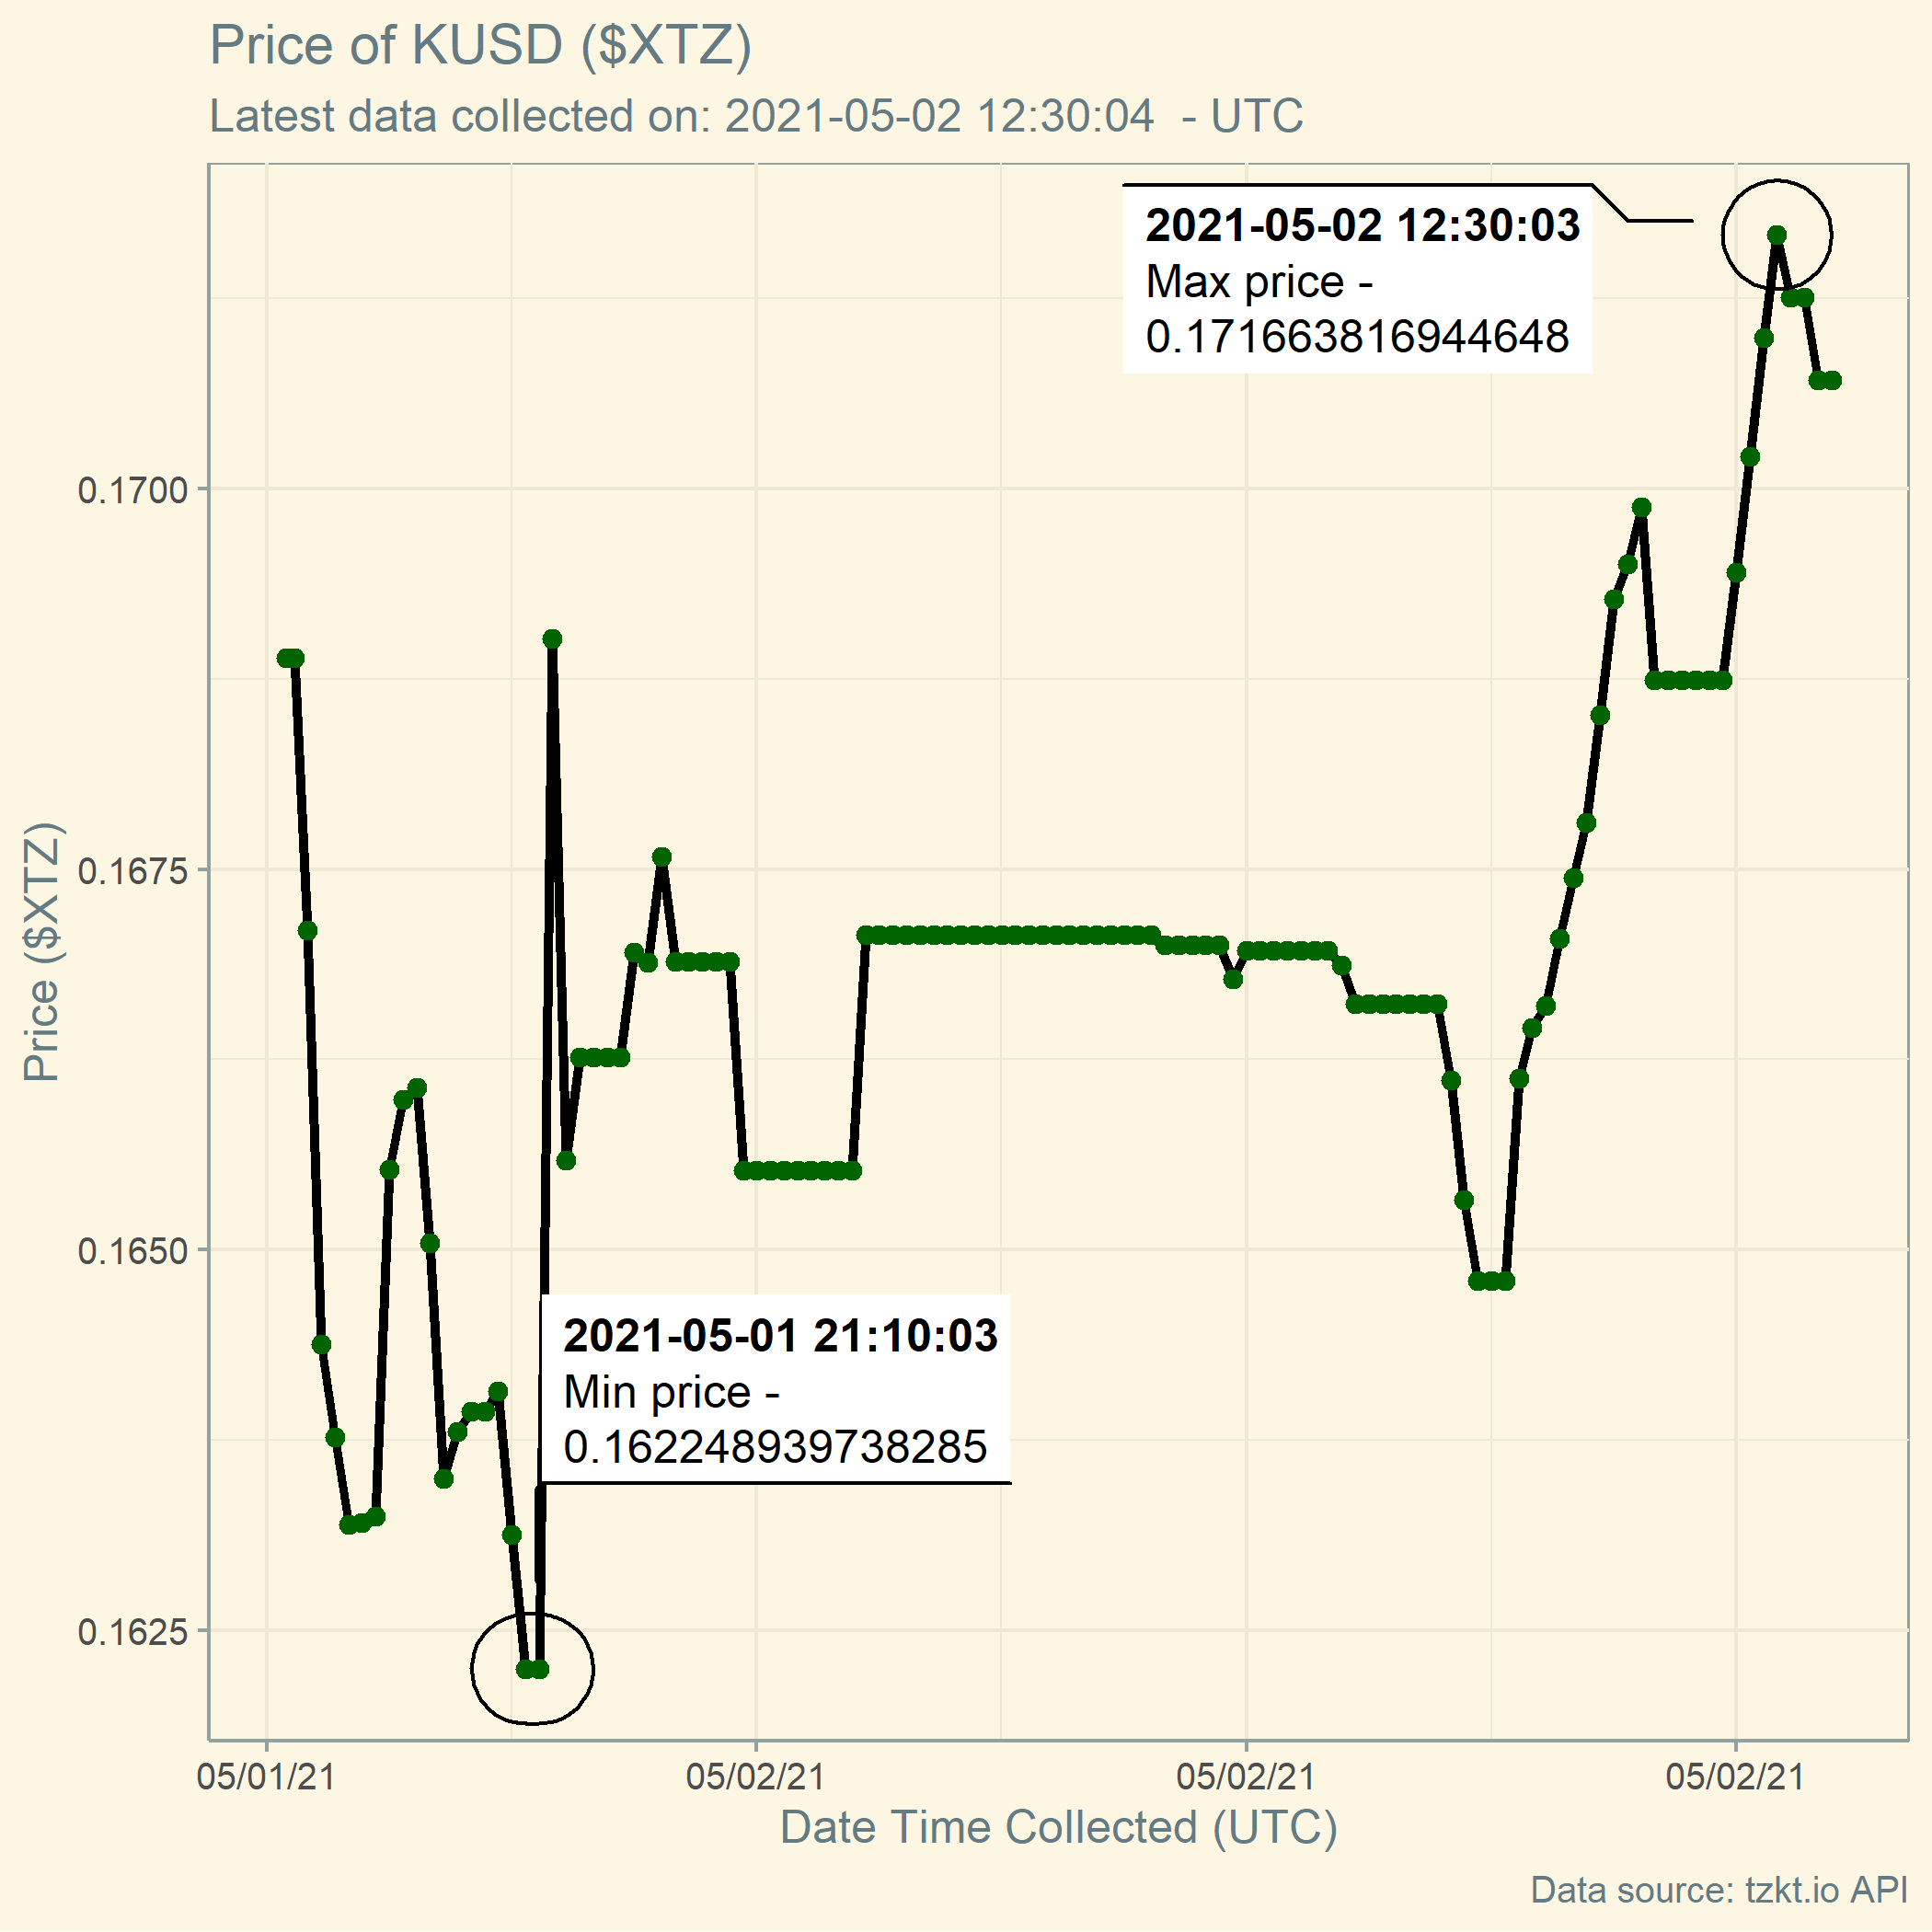 Price of KUSD ($XTZ)
Latest data collected on: 2021-05-02 12:30:04  - UTC
2021-05-02 12:30:03
Max price -
0.171663816944648
0.1700
0.1675
0.1650
0.1625
Price ($XTZ)
2021-05-01 21:10:03
Min price -
0.162248939738285
05/01/21
05/02/21
05/02/21
05/02/21
Date Time Collected (UTC)
Data source: tzkt.io API